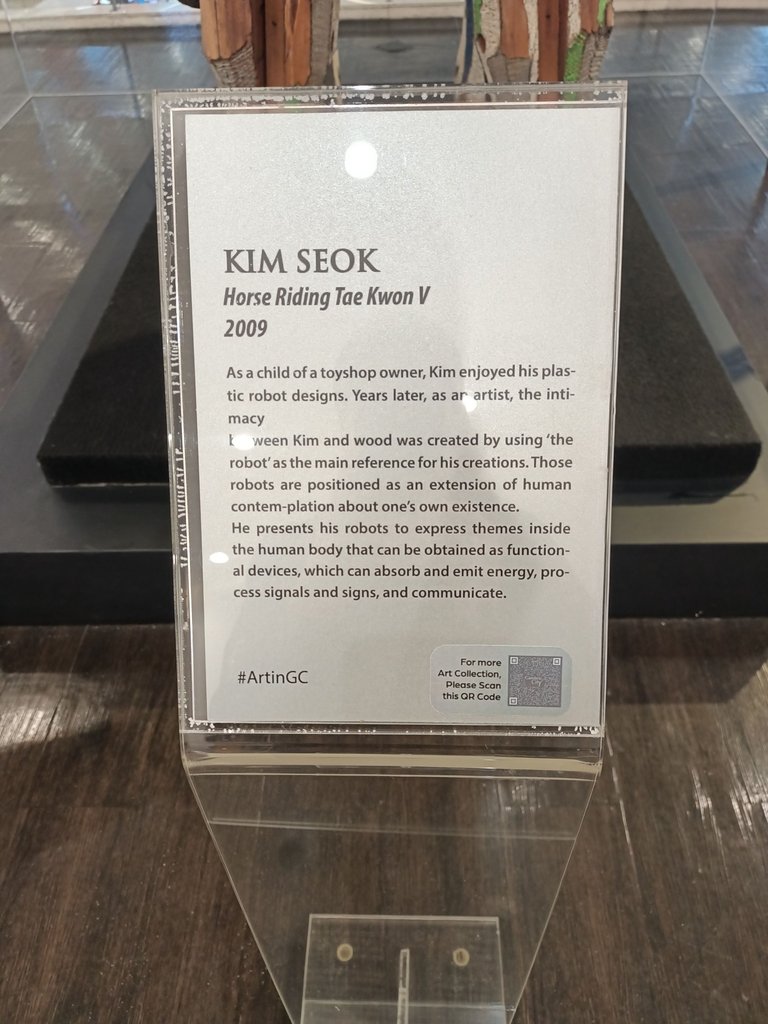 KIM SEOK
Horse Riding Tae Kwon V
2009
As a child of a toyshop owner, Kim enjoyed his plas-
tic robot designs. Years later, as an artist, the inti-
macy
between Kim and wood was created by using ‘the
robot’ as the main reference for his creations. Those
robots are positioned as an extension of human
contem-plation about one’s own existence.
He presents his robots to express themes inside
the human body that can be obtained as function-
al devices, which can absorb and emit energy, pro-
cess signals and signs, and communicate.
#ArtinGC
For more
Art Collection,
Please Scan
this QR Code